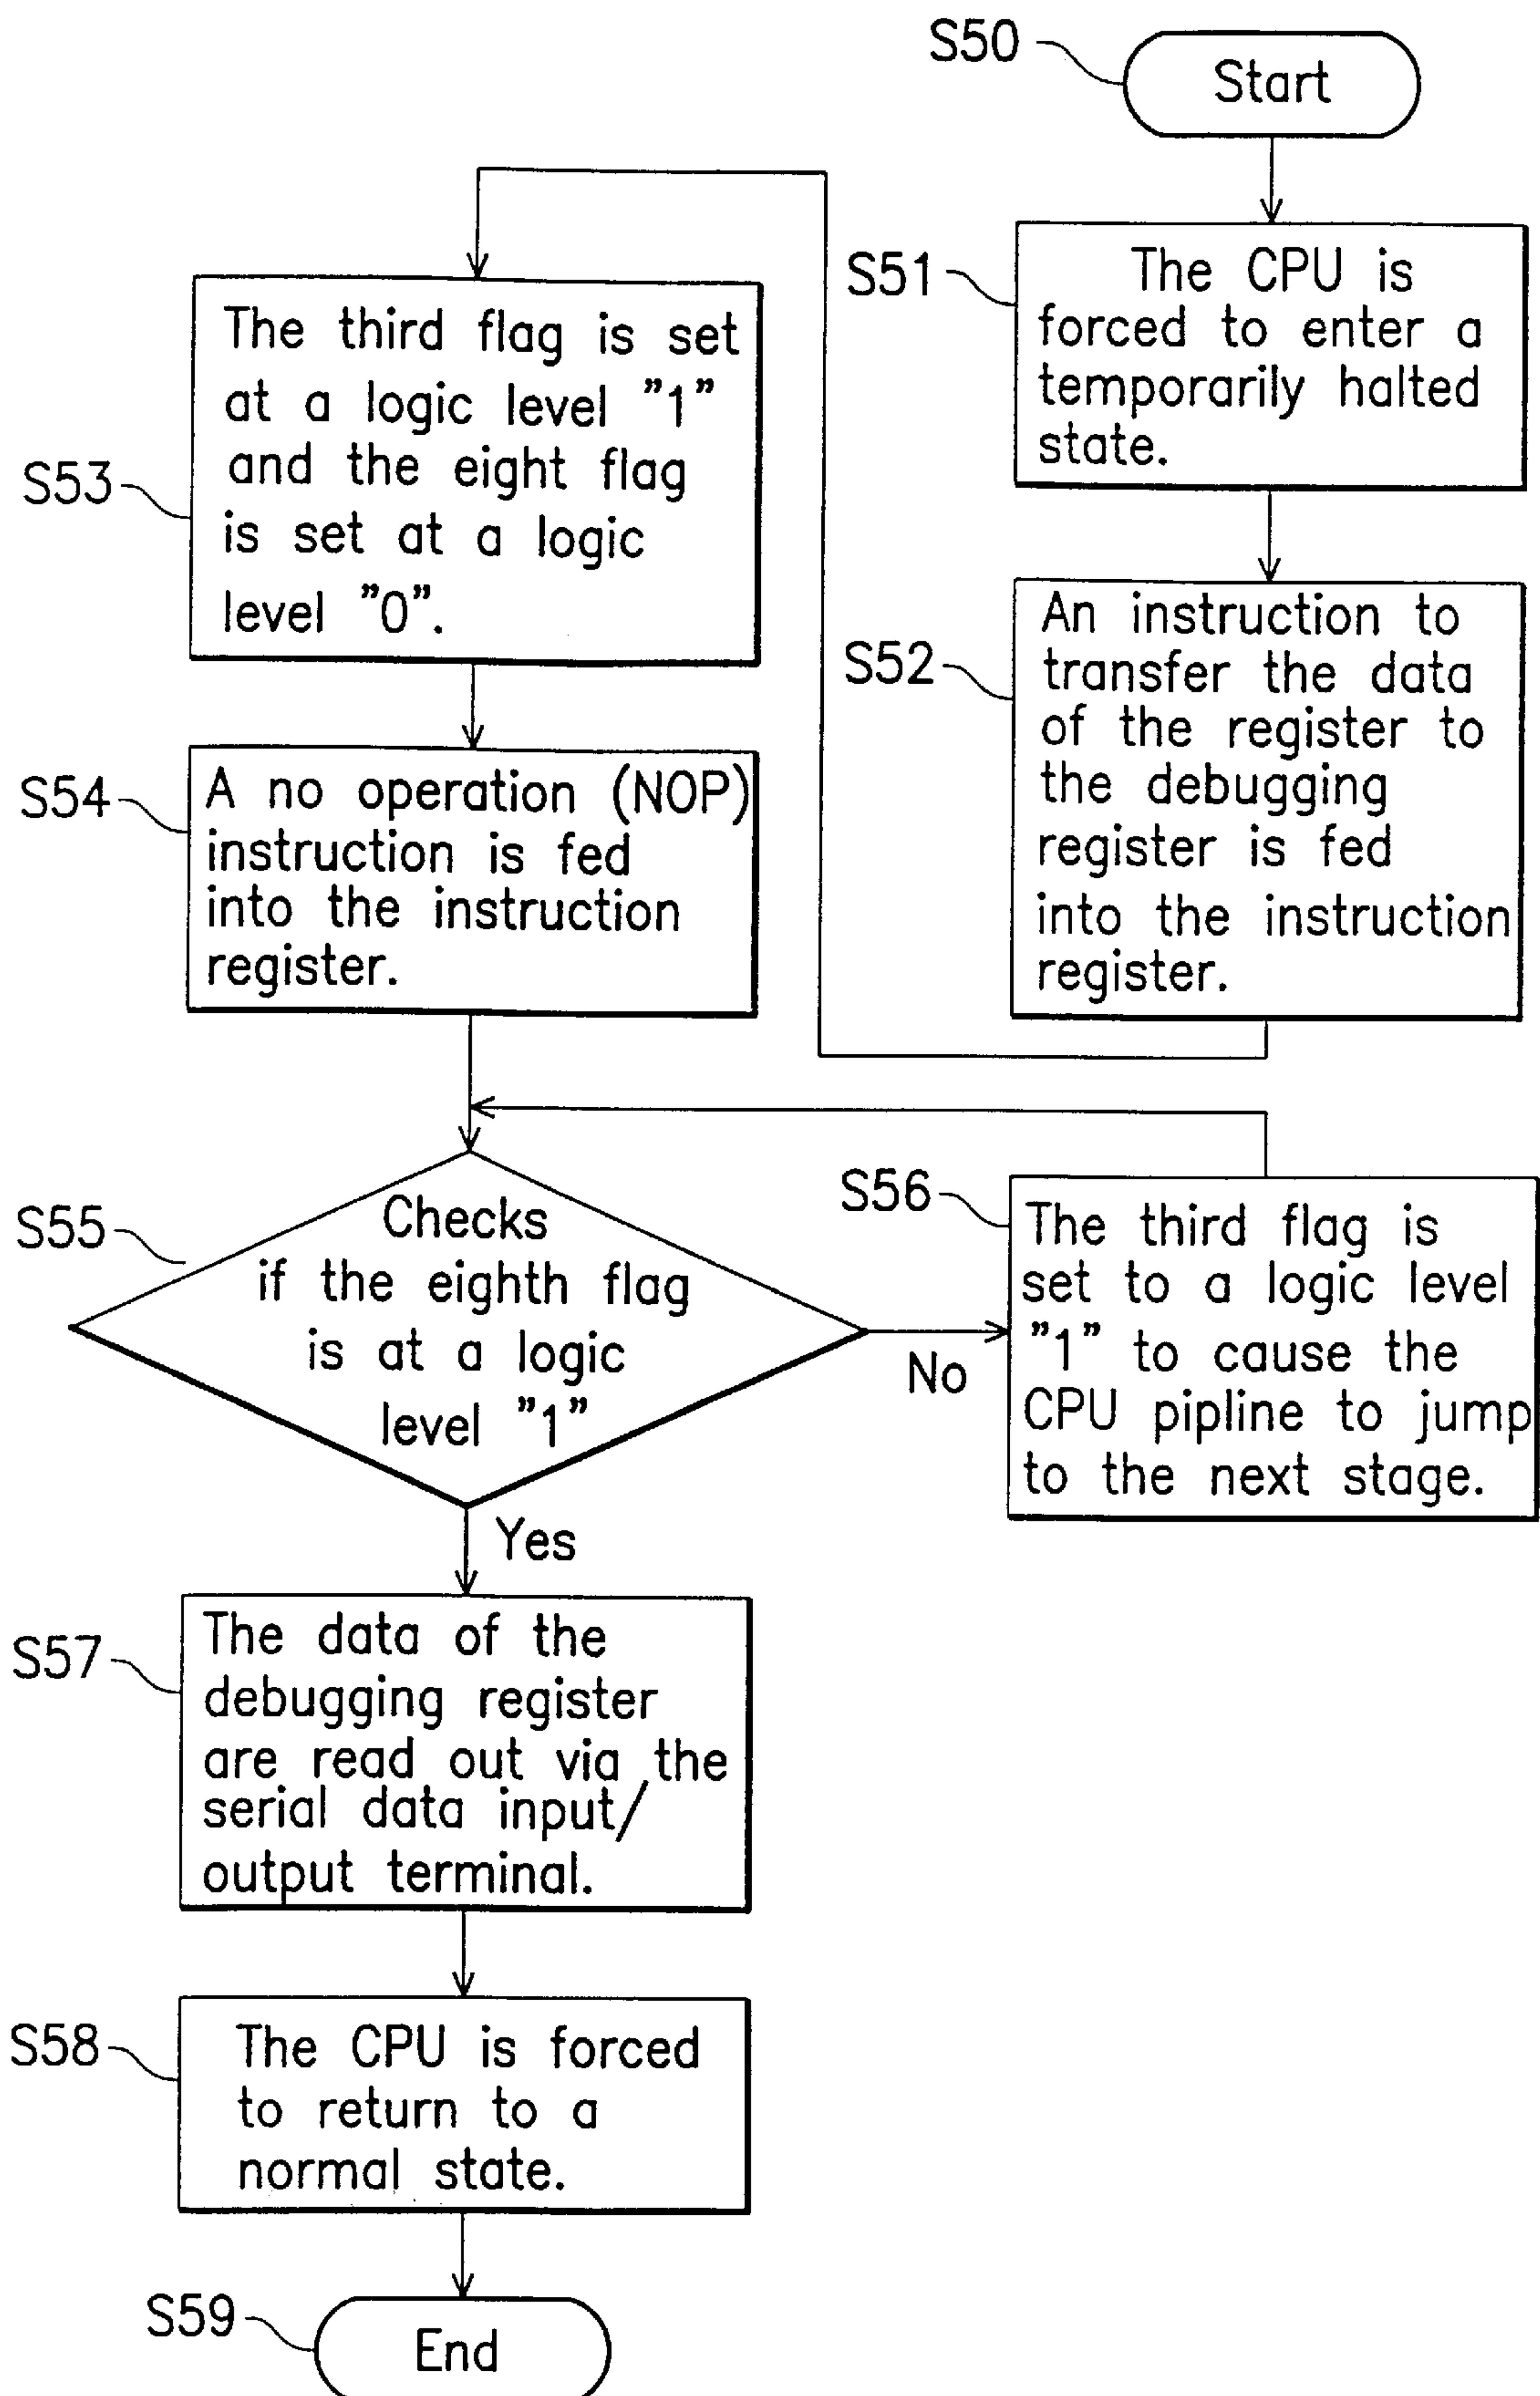 S50
Start
S51
The CPU is
forced to enter a
temporarily halted
state.
S52
An instruction to
transfer the data
of the register to
the debugging
register is fed
into the instruction
register.
S53
The third flag is set
at a logic level "1"
and the eight flag
is set at a logic
level "0".
S54
A no operation (NOP)
instruction is fed
into the instruction
register.
S55
Checks
if the eighth flag
is at a logic
level "1"
No
S56
The third flag is
set to a logic level
"1" to cause the
CPU pipline to jump
to the next stage.
Yes
S57
The data of the
debugging register
are read out via the
serial data input/
output terminal.
S58
The CPU is forced
to return to a
normal state.
S59
End